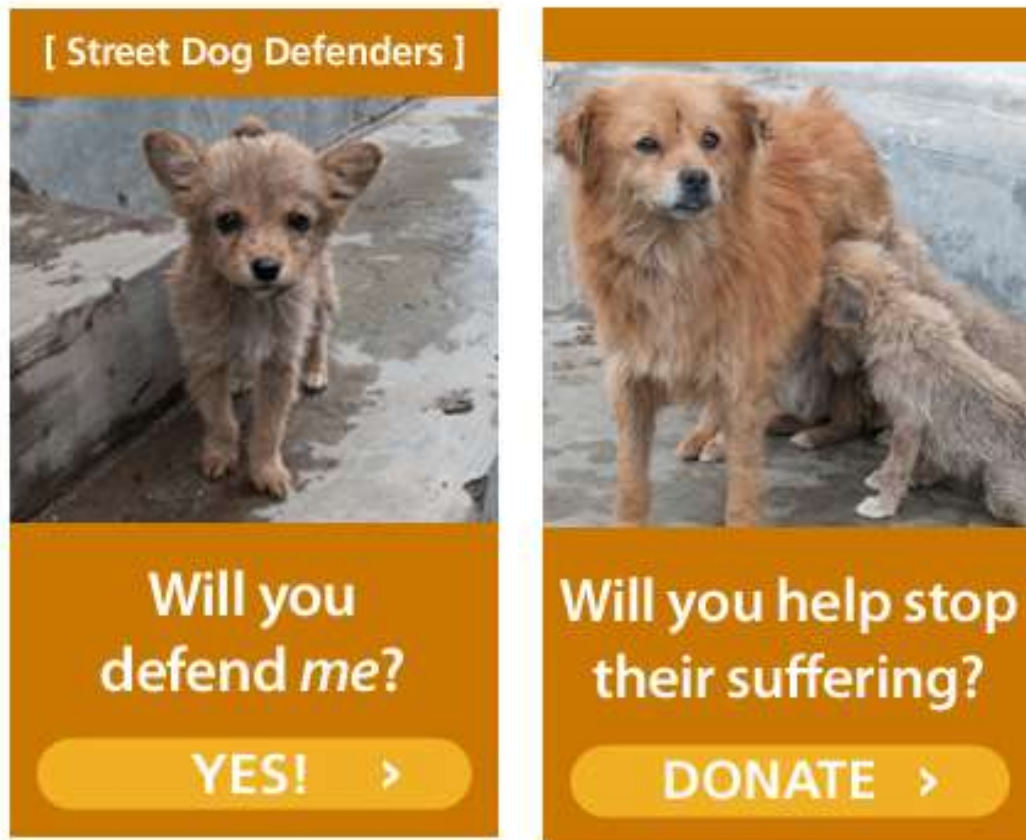 [ Street Dog Defenders ]
Will you
defend me?
YES! >
Will you help stop
their suffering?
DONATE >